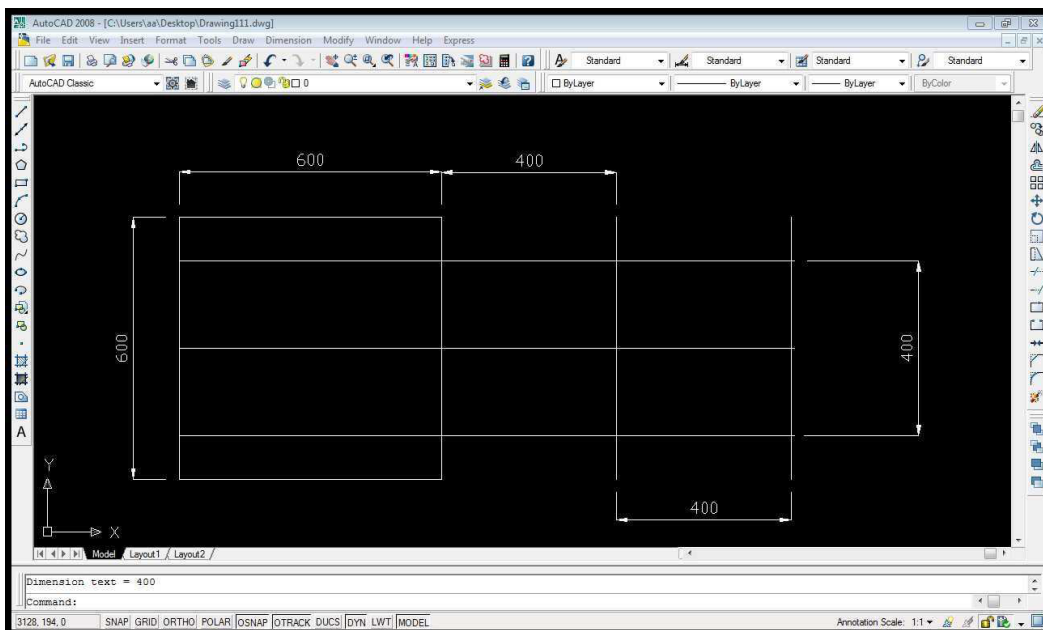 AutoCAD 2008 - [C:\Users\aa\Desktop\Drawing111.dwg]
File Edit View Insert Format Tools Draw Dimension Modify Window Help Express
Standard Standard Standard Standard
AutoCAD Classic 0 ByLayer ByLayer ByLayer ByColor
600 400
600
400
400
A
Y
X
Model Layout1 Layout2
Dimension text = 400
Command:
3128, 194, 0 SNAP GRID ORTHO POLAR OSNAP OTRACK DUCS DYN LWT MODEL Annotation Scale: 1:1